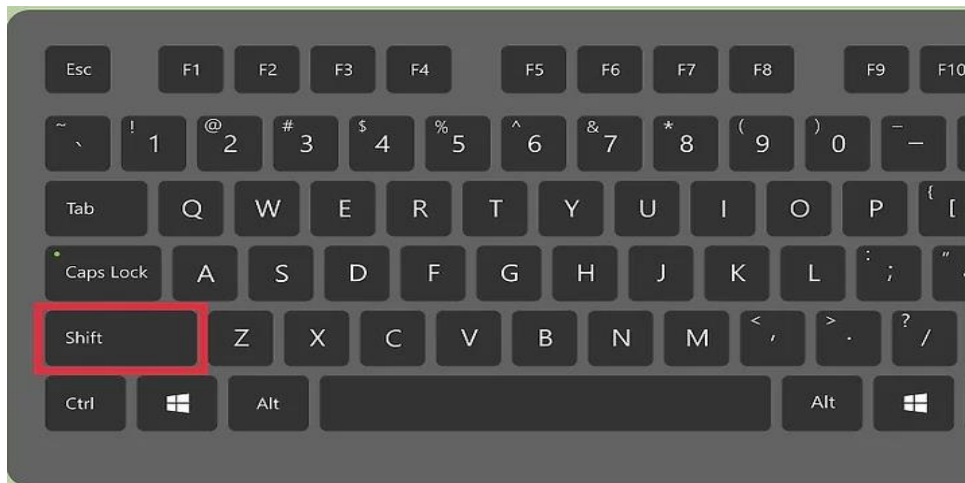 Esc F1 F2 F3 F4 F5 F6 F7 F8 F9 F10
~ ` ! 1 @ 2 # 3 $ 4 % 5 ^ 6 & 7 * 8 ( 9 ) 0 _ -
Tab Q W E R T Y U I O P { [
Caps Lock A S D F G H J K L : ; "
Shift Z X C V B N M < , > . ? /
Ctrl Alt Alt